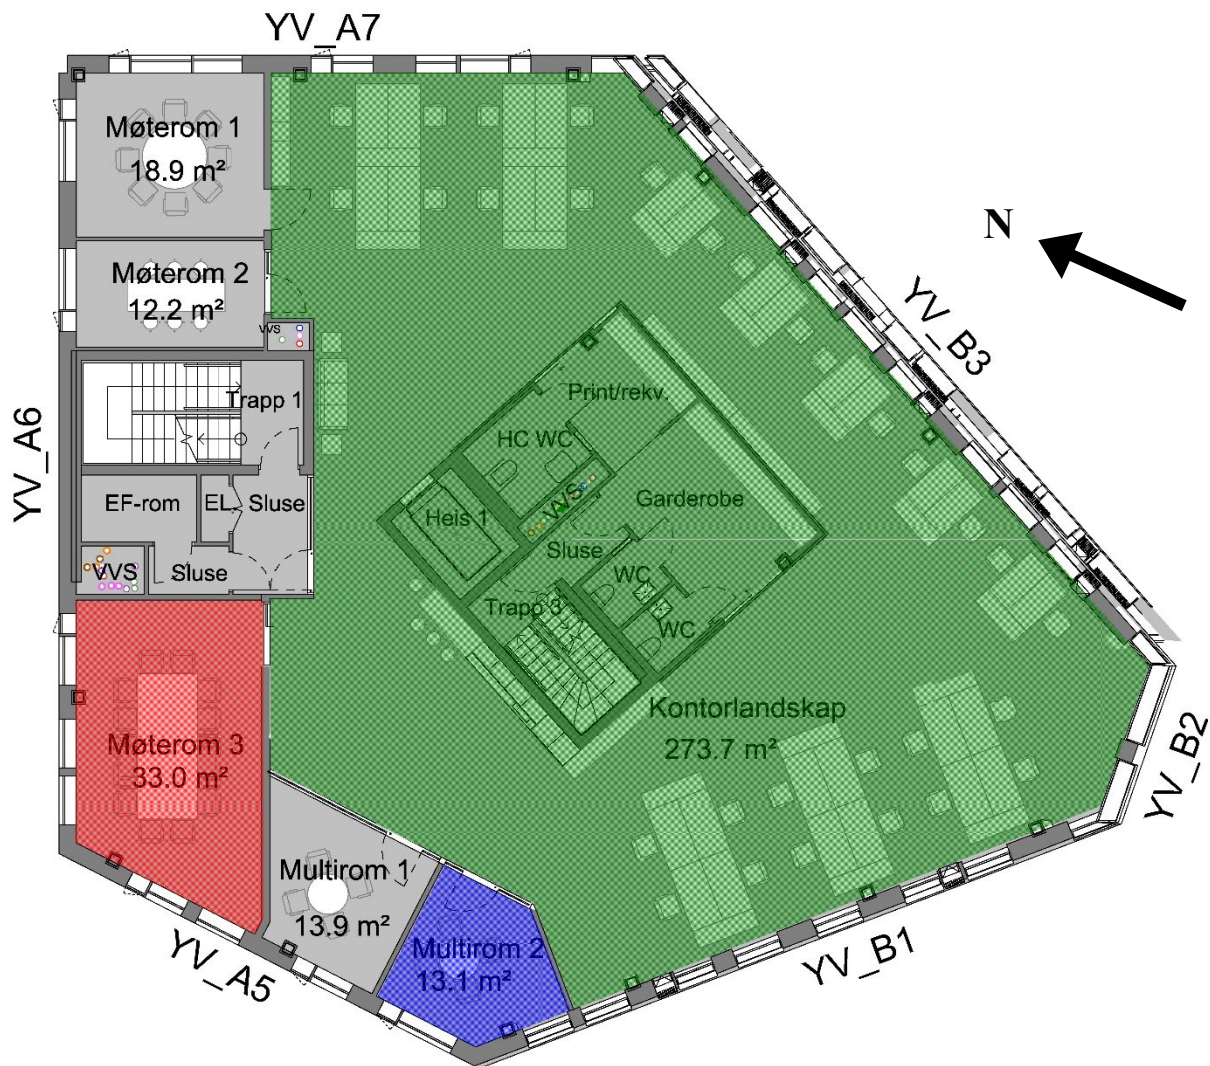 YV_A7
Møterom 1
18.9 m²
N
Møterom 2
12.2 m²
vvs
YV_B3
Trapp 1
Print/rekv.
YV_A6
HC WC
EF-rom
EL
Sluse
Heis 1
VVS
Garderobe
VVS
Sluse
Sluse
WC
Trapp 3
WC
Kontorlandskap
273.7 m²
Møterom 3
33.0 m²
YV_B2
Multirom 1
13.9 m²
Multirom 2
13.1 m²
YV_A5
YV_B1